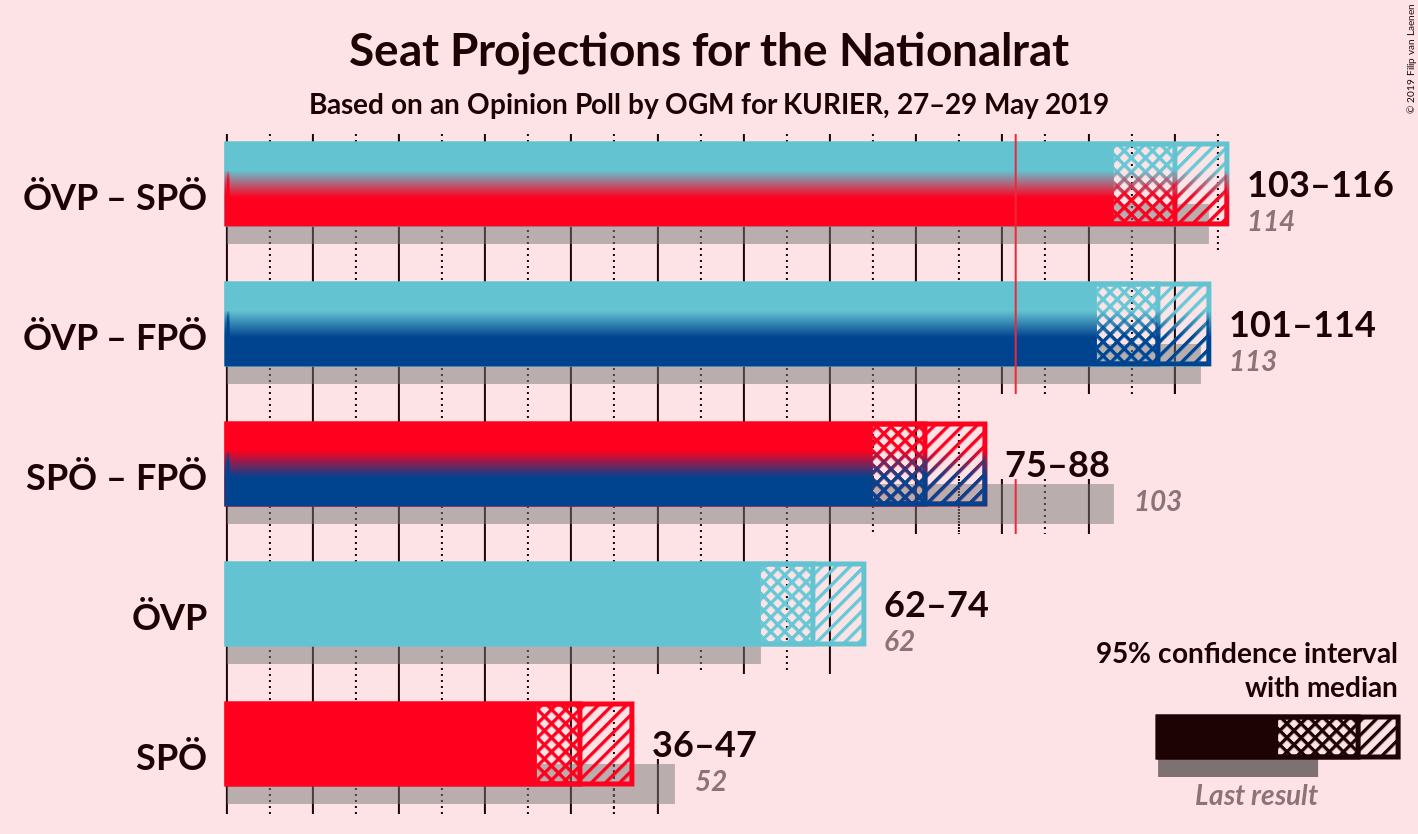 Seat Projections for the Nationalrat
Based on an Opinion Poll by OGM for KURIER, 27–29 May 2019
© 2019 Filip van Laenen
ÖVP – SPÖ
103–116
114
ÖVP – FPÖ
101–114
113
SPÖ – FPÖ
75–88
103
ÖVP
62–74
62
SPÖ
36–47
52
95% confidence interval
with median
Last result